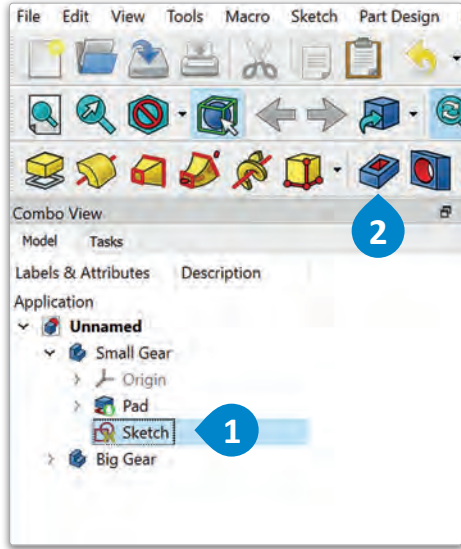 File Edit View Tools Macro Sketch Part Design
2
Combo View
Model Tasks
Labels & Attributes Description
Application
Unnamed
Small Gear
Origin
Pad
Sketch
1
Big Gear